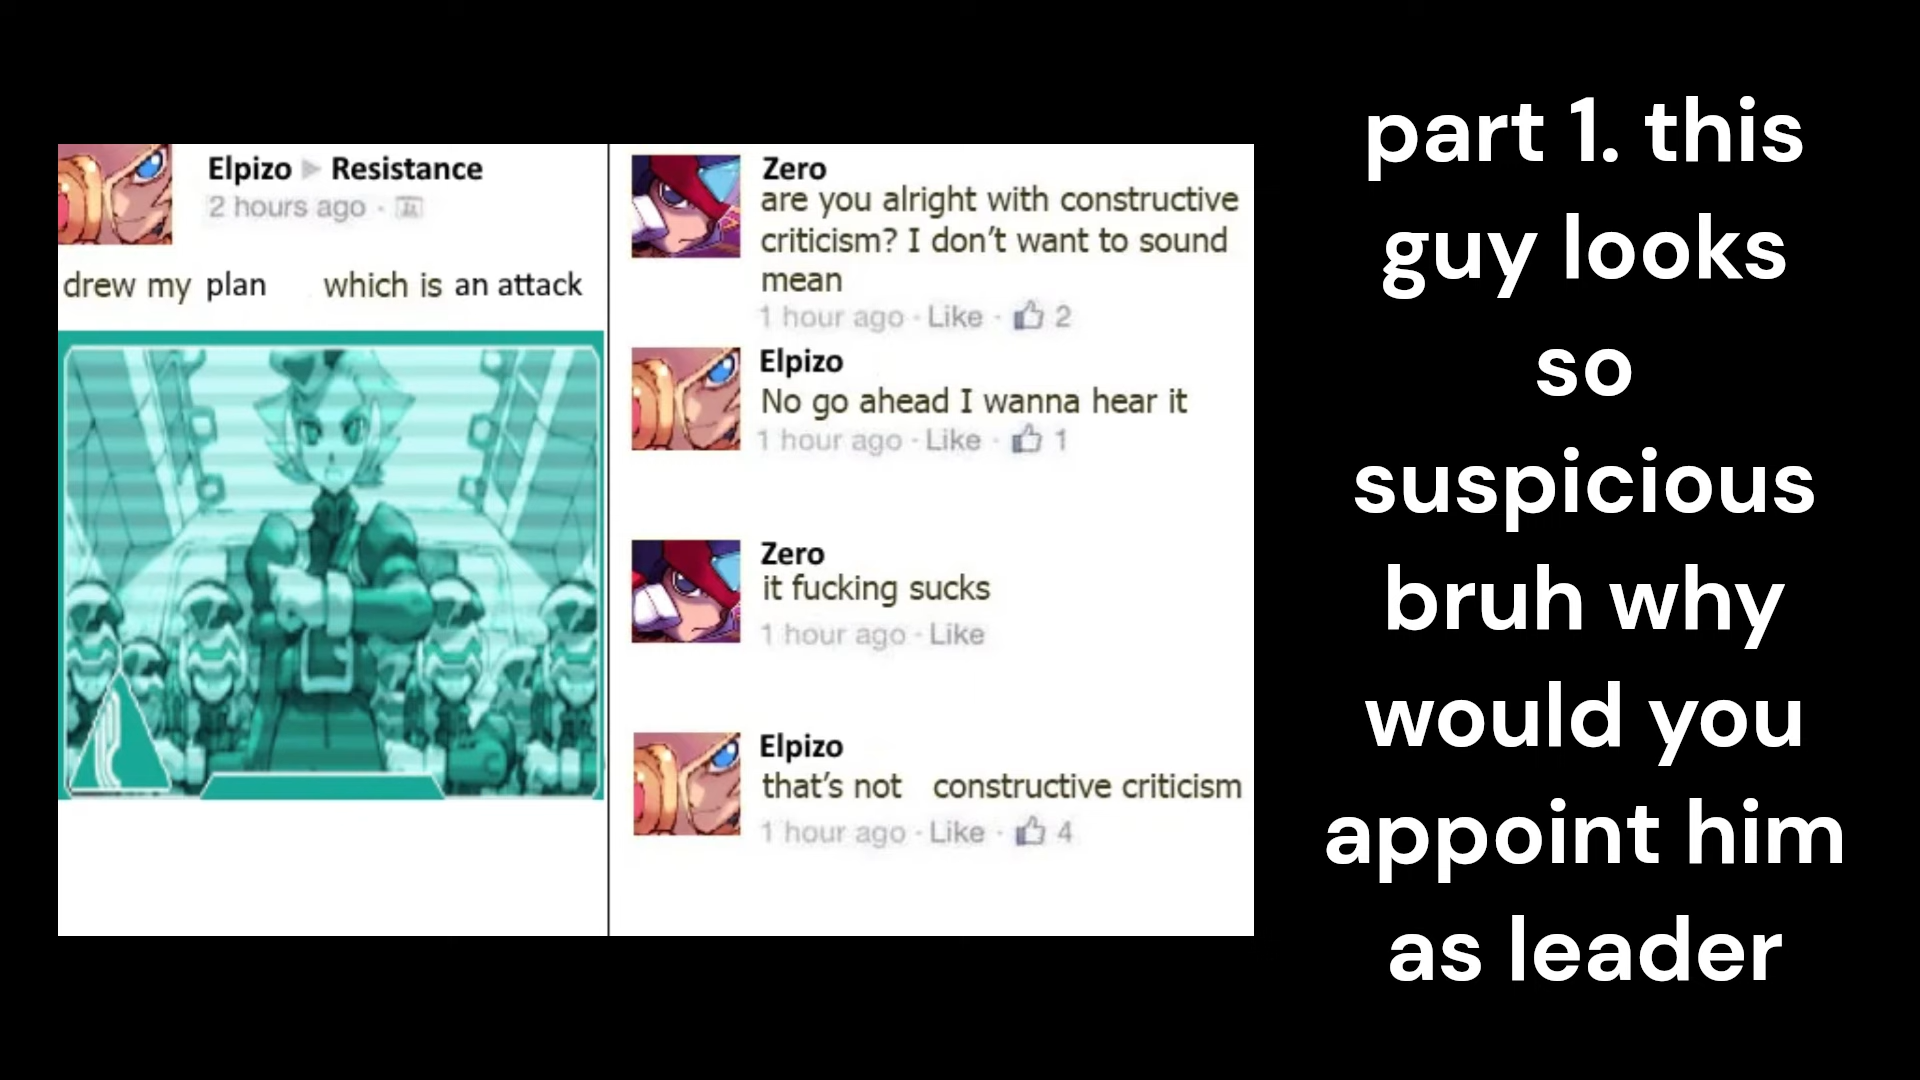 Elpizo ▶ Resistance
2 hours ago ·
drew my plan which is an attack
Zero
are you alright with constructive
criticism? I don't want to sound
mean
1 hour ago · Like · 2
Elpizo
No go ahead I wanna hear it
1 hour ago · Like · 1
Zero
it fucking sucks
1 hour ago · Like
Elpizo
that's not constructive criticism
1 hour ago · Like · 4
part 1. this
guy looks
so
suspicious
bruh why
would you
appoint him
as leader